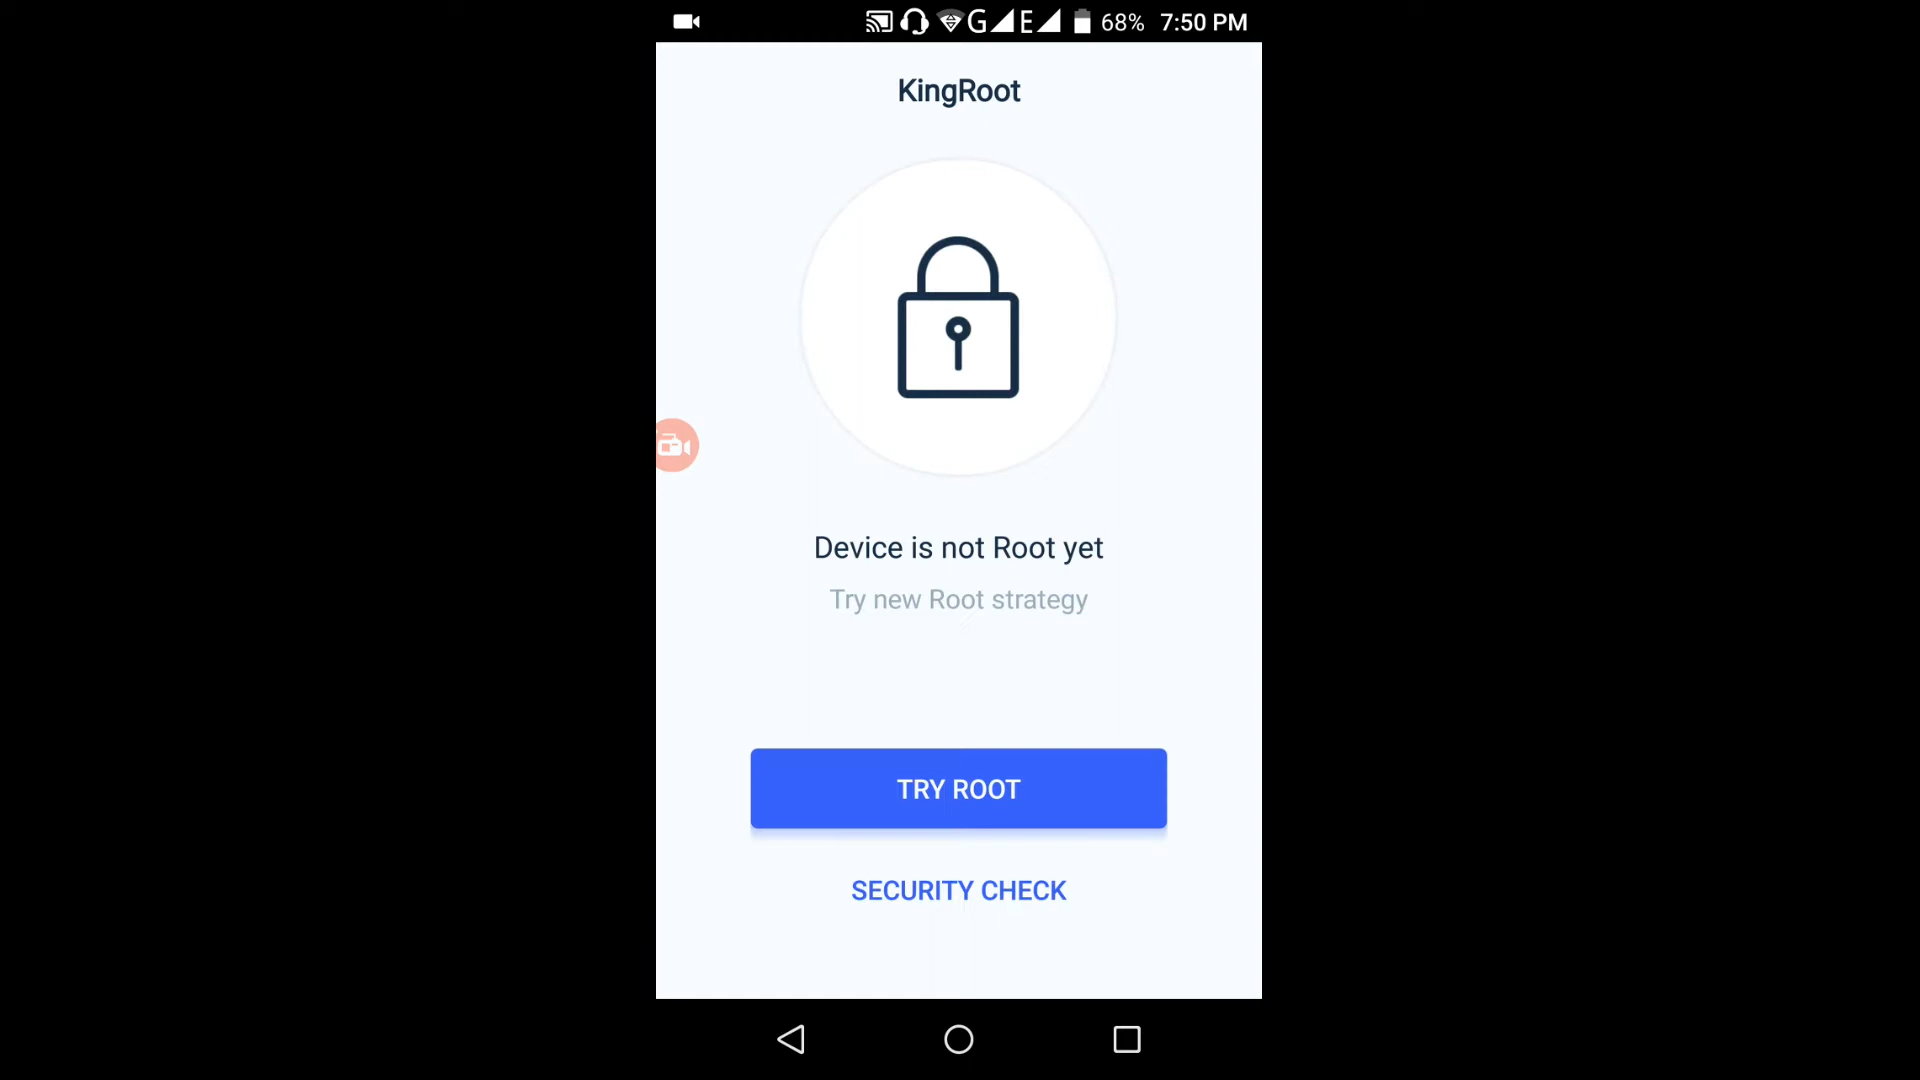 G E 68% 7:50 PM
KingRoot
Device is not Root yet
Try new Root strategy
TRY ROOT
SECURITY CHECK